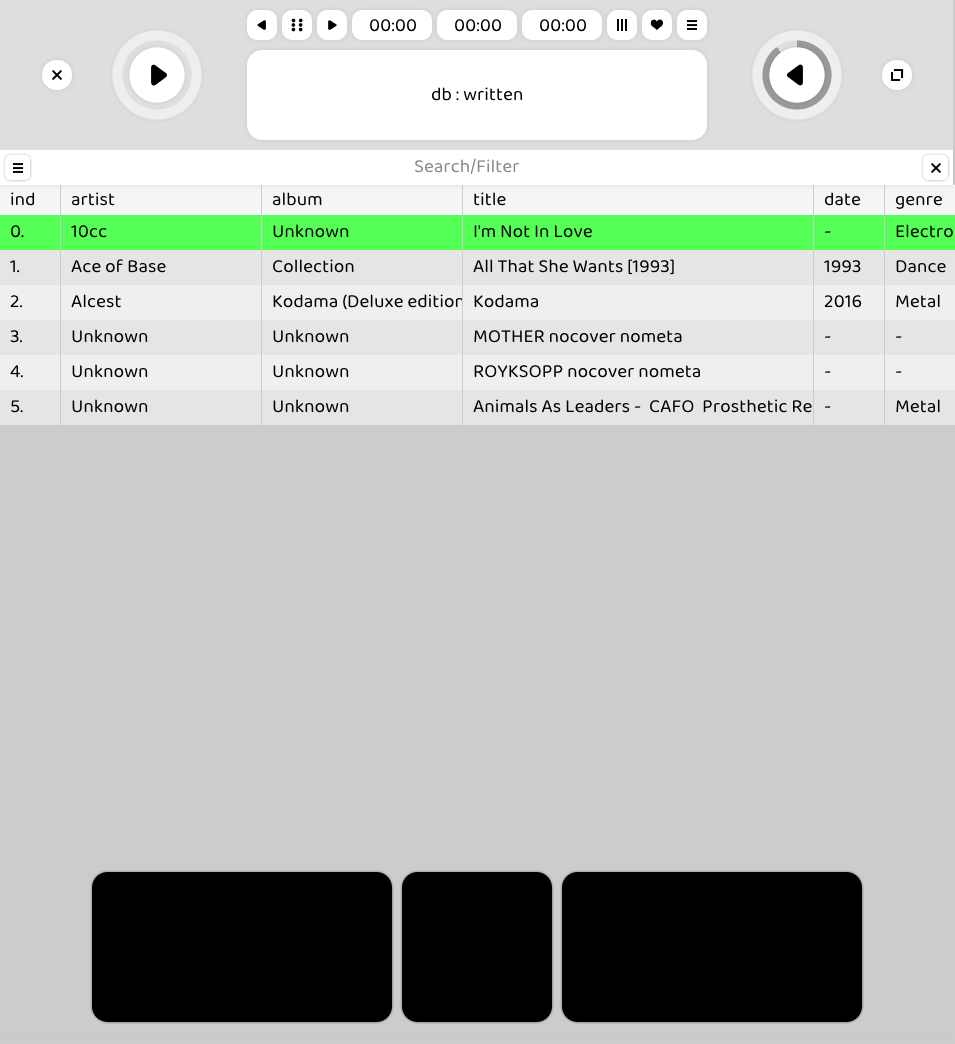 00:00 00:00 00:00
db : written
Search/Filter
ind artist album title date genre
0. 10cc Unknown I'm Not In Love - Electro
1. Ace of Base Collection All That She Wants [1993] 1993 Dance
2. Alcest Kodama (Deluxe edition Kodama 2016 Metal
3. Unknown Unknown MOTHER nocover nometa - -
4. Unknown Unknown ROYKSOPP nocover nometa - -
5. Unknown Unknown Animals As Leaders - CAFO Prosthetic Re - Metal